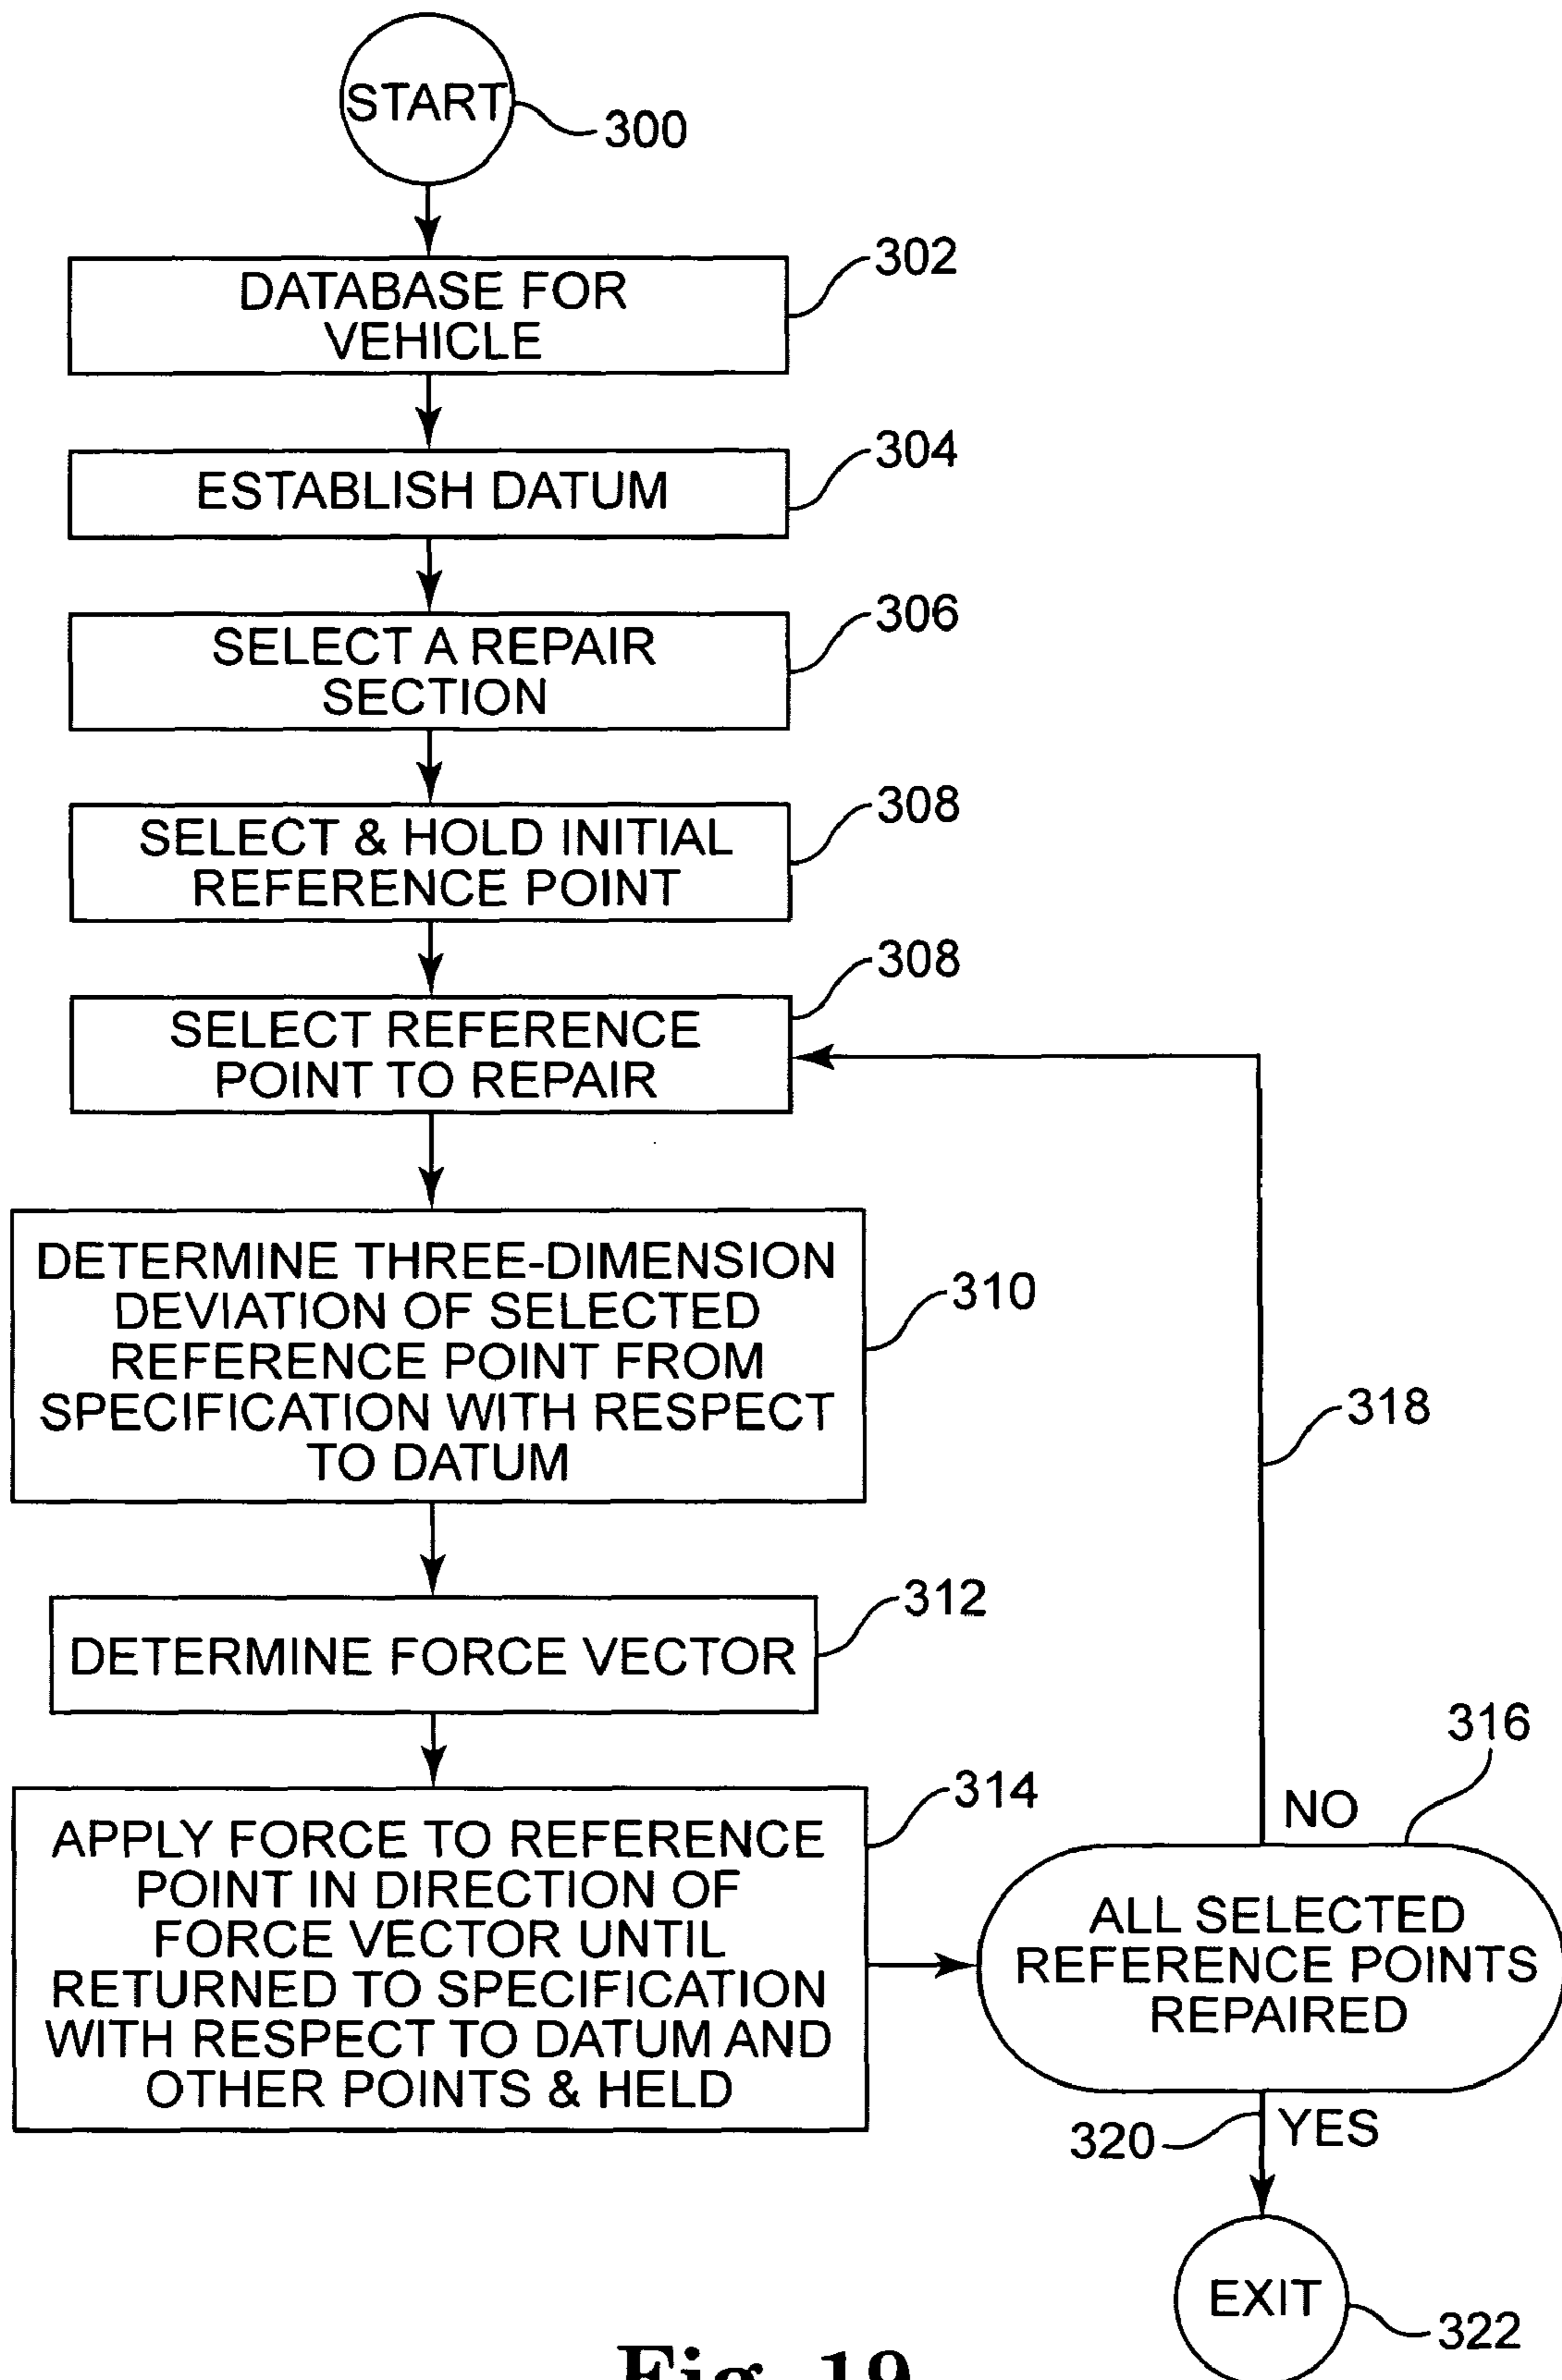 START
300
302
DATABASE FOR
VEHICLE
304
ESTABLISH DATUM
306
SELECT A REPAIR
SECTION
308
SELECT & HOLD INITIAL
REFERENCE POINT
308
SELECT REFERENCE
POINT TO REPAIR
310
DETERMINE THREE-DIMENSION
DEVIATION OF SELECTED
REFERENCE POINT FROM
SPECIFICATION WITH RESPECT
TO DATUM
318
312
DETERMINE FORCE VECTOR
314
APPLY FORCE TO REFERENCE
POINT IN DIRECTION OF
FORCE VECTOR UNTIL
RETURNED TO SPECIFICATION
WITH RESPECT TO DATUM AND
OTHER POINTS & HELD
316
NO
ALL SELECTED
REFERENCE POINTS
REPAIRED
320
YES
EXIT
322
Fig. 19